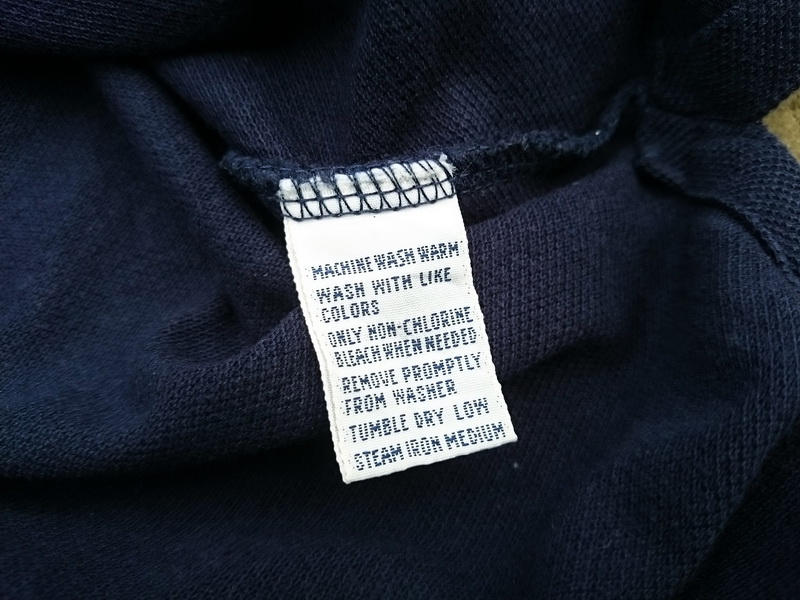 MACHINE WASH WARM
WASH WITH LIKE
COLORS
ONLY NON-CHLORINE
BLEACH WHEN NEEDED
REMOVE PROMPTLY
FROM WASHER
TUMBLE DRY LOW
STEAM IRON MEDIUM